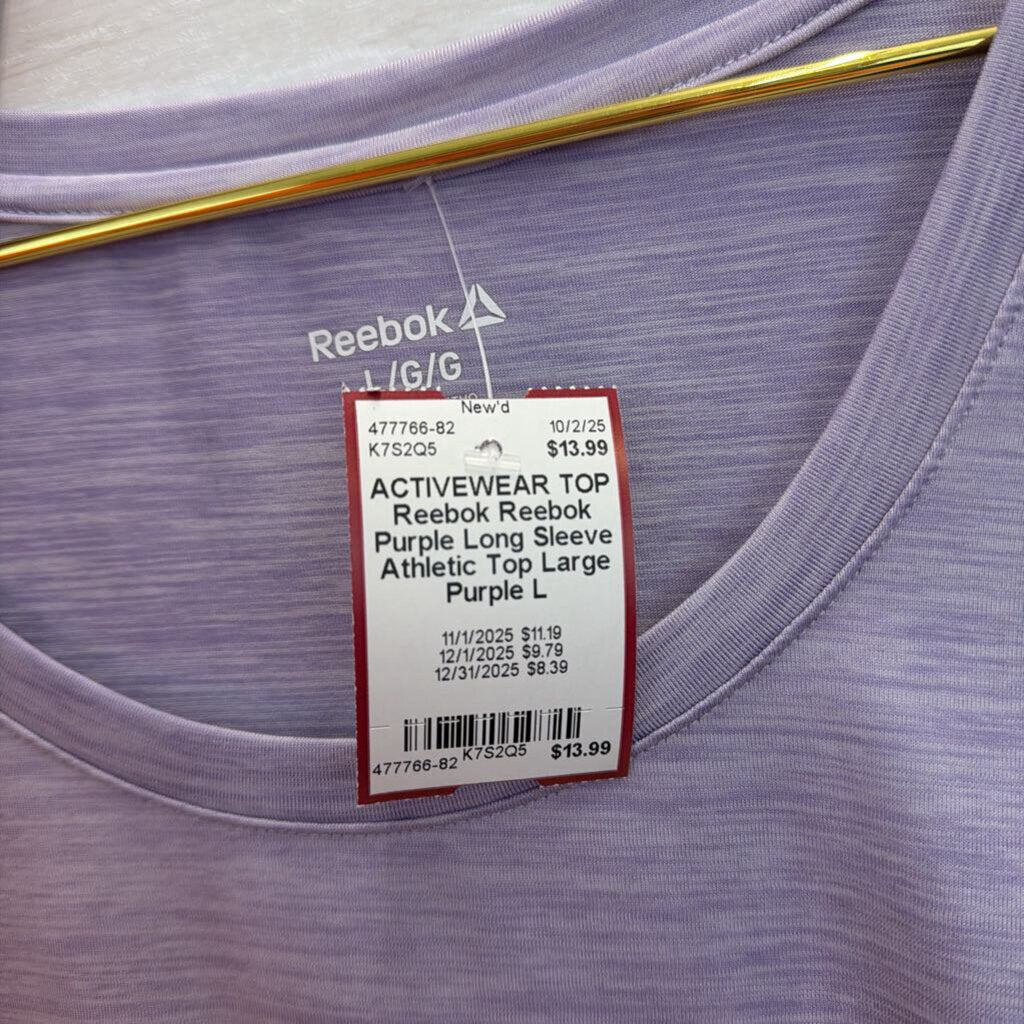 Reebok
L/G/G
New'd
477766-82 10/2/25
K7S2Q5 $13.99
ACTIVEWEAR TOP
Reebok Reebok
Purple Long Sleeve
Athletic Top Large
Purple L
11/1/2025 $11.19
12/1/2025 $9.79
12/31/2025 $8.39
477766-82 K7S2Q5 $13.99